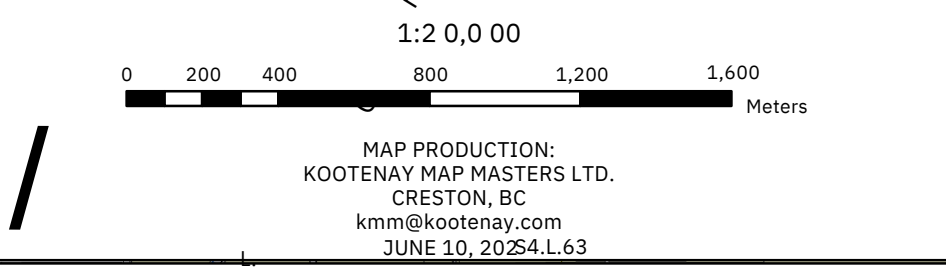 1:2 0,0 00
0 200 400 800 1,200 1,600
Meters
MAP PRODUCTION:
KOOTENAY MAP MASTERS LTD.
CRESTON, BC
kmm@kootenay.com
JUNE 10, 202S4.L.63
L.